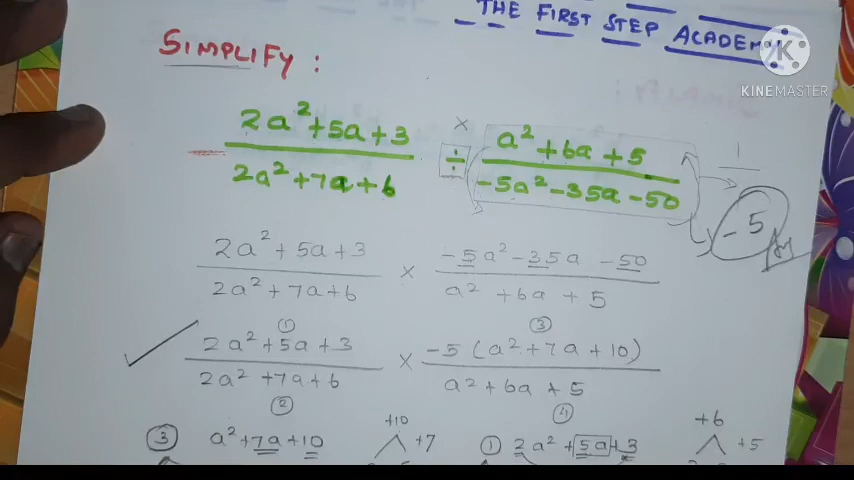 THE FIRST STEP ACADEMY
K
KINEMASTER
SIMPLIFY :
2a²+5a+3 / 2a²+7a+6 ÷ a²+6a+5 / -5a²-35a-50
×
1
-5
2a²+5a+3 / 2a²+7a+6 × -5a²-35a-50 / a²+6a+5
① ③
2a²+5a+3 / 2a²+7a+6 × -5(a²+7a+10) / a²+6a+5
② ④
③ a²+7a+10 +10 +7 ① 2a²+5a+3 +6 +5